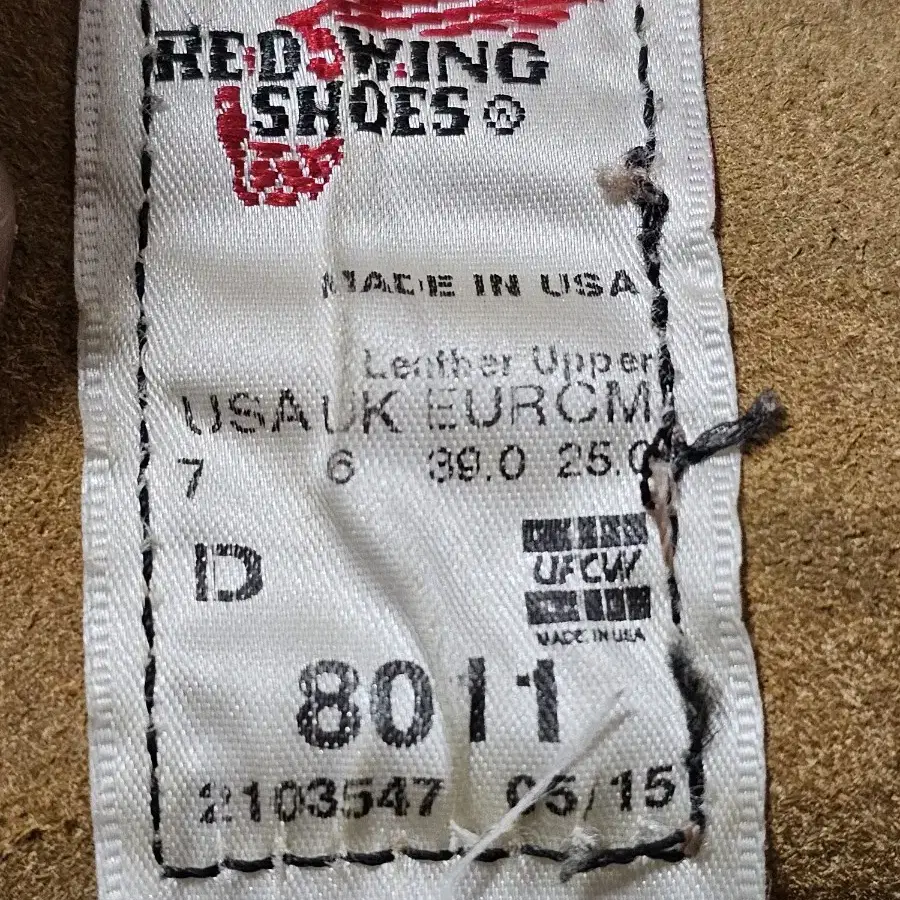 RED WING
SHOES®
MADE IN USA
Leather Upper
USA UK EUR CM
7 6 39.0 25.0
D
UFCW
MADE IN USA
8011
2103547 05/15